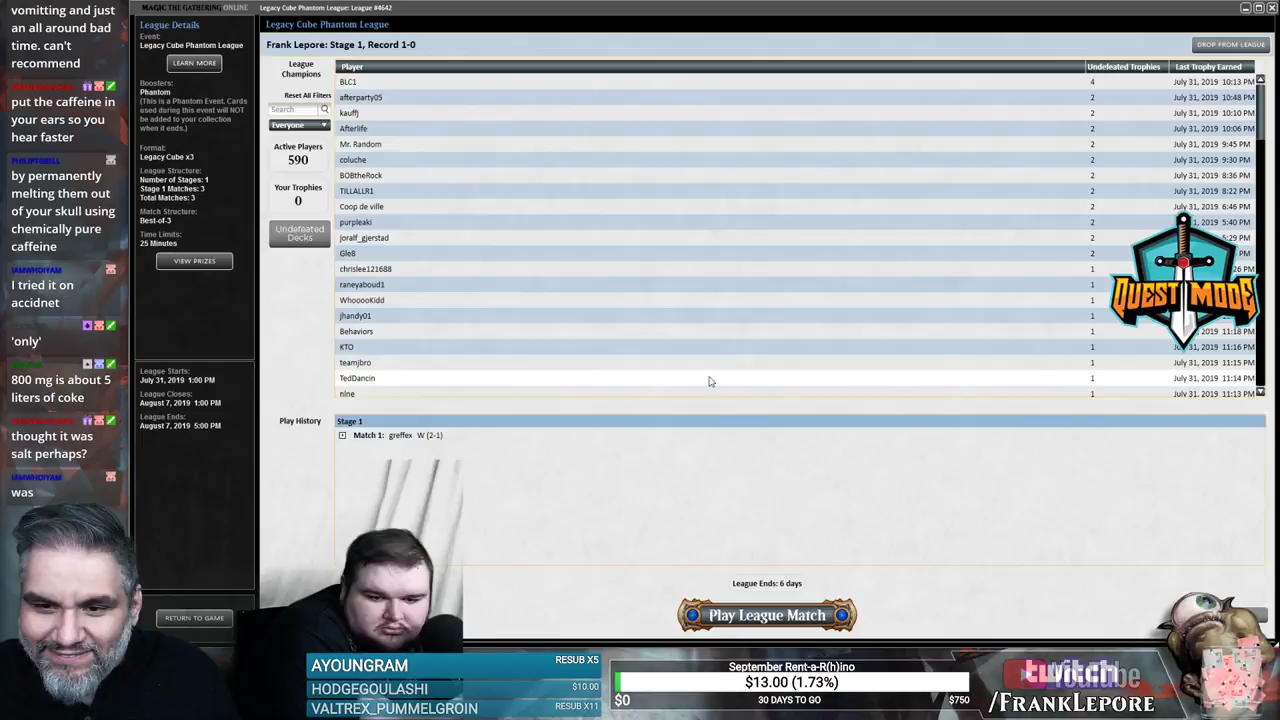 MAGIC THE GATHERING ONLINE
Legacy Cube Phantom League: League #4642
vomitting and just
an all around bad
time. can't
recommend
put the caffeine in
your ears so you
hear faster
by permanently
melting them out
of your skull using
chemically pure
caffeine
IAMWHOIYAM
I tried it on
accidnet
'only'
800 mg is about 5
liters of coke
thought it was
salt perhaps?
IAMWHOIYAM
was
League Details
Event:
Legacy Cube Phantom League
LEARN MORE
Boosters:
Phantom
(This is a Phantom Event. Cards
used during this event will NOT
be added to your collection
when it ends.)
Format:
Legacy Cube x3
League Structure:
Number of Stages: 1
Stage 1 Matches: 3
Total Matches: 3
Match Structure:
Best-of-3
Time Limits:
25 Minutes
VIEW PRIZES
League Starts:
July 31, 2019 1:00 PM
League Closes:
August 7, 2019 1:00 PM
League Ends:
August 7, 2019 5:00 PM
RETURN TO GAME
Legacy Cube Phantom League
Frank Lepore: Stage 1, Record 1-0
DROP FROM LEAGUE
League
Champions
Reset All Filters
Search
Everyone
Active Players
590
Your Trophies
0
Undefeated
Decks
Player Undefeated Trophies Last Trophy Earned
BLC1 4 July 31, 2019 10:13 PM
afterparty05 2 July 31, 2019 10:48 PM
kauffj 2 July 31, 2019 10:10 PM
Afterlife 2 July 31, 2019 10:06 PM
Mr. Random 2 July 31, 2019 9:45 PM
coluche 2 July 31, 2019 9:30 PM
BOBtheRock 2 July 31, 2019 8:36 PM
TILLALLR1 2 July 31, 2019 8:22 PM
Coop de ville 2 July 31, 2019 6:46 PM
purpleaki 2 July 31, 2019 5:40 PM
joralf_gjerstad 2 5:29 PM
Gle8 2 PM
chrislee121688 1 26 PM
raneyaboud1 1
WhooooKidd 1
jhandy01 1
Behaviors 1 July 31, 2019 11:18 PM
KTO 1 July 31, 2019 11:16 PM
teamjbro 1 July 31, 2019 11:15 PM
TedDancin 1 July 31, 2019 11:14 PM
nlne 1 July 31, 2019 11:13 PM
QUEST MODE
Play History
Stage 1
Match 1: greffex W (2-1)
League Ends: 6 days
Play League Match
AYOUNGRAM RESUB X5
HODGEGOULASHI $10.00
VALTREX_PUMMELGROIN RESUB X11
September Rent-a-R(h)ino
$13.00 (1.73%)
$0 30 DAYS TO GO $750
/FRANKLEPORE